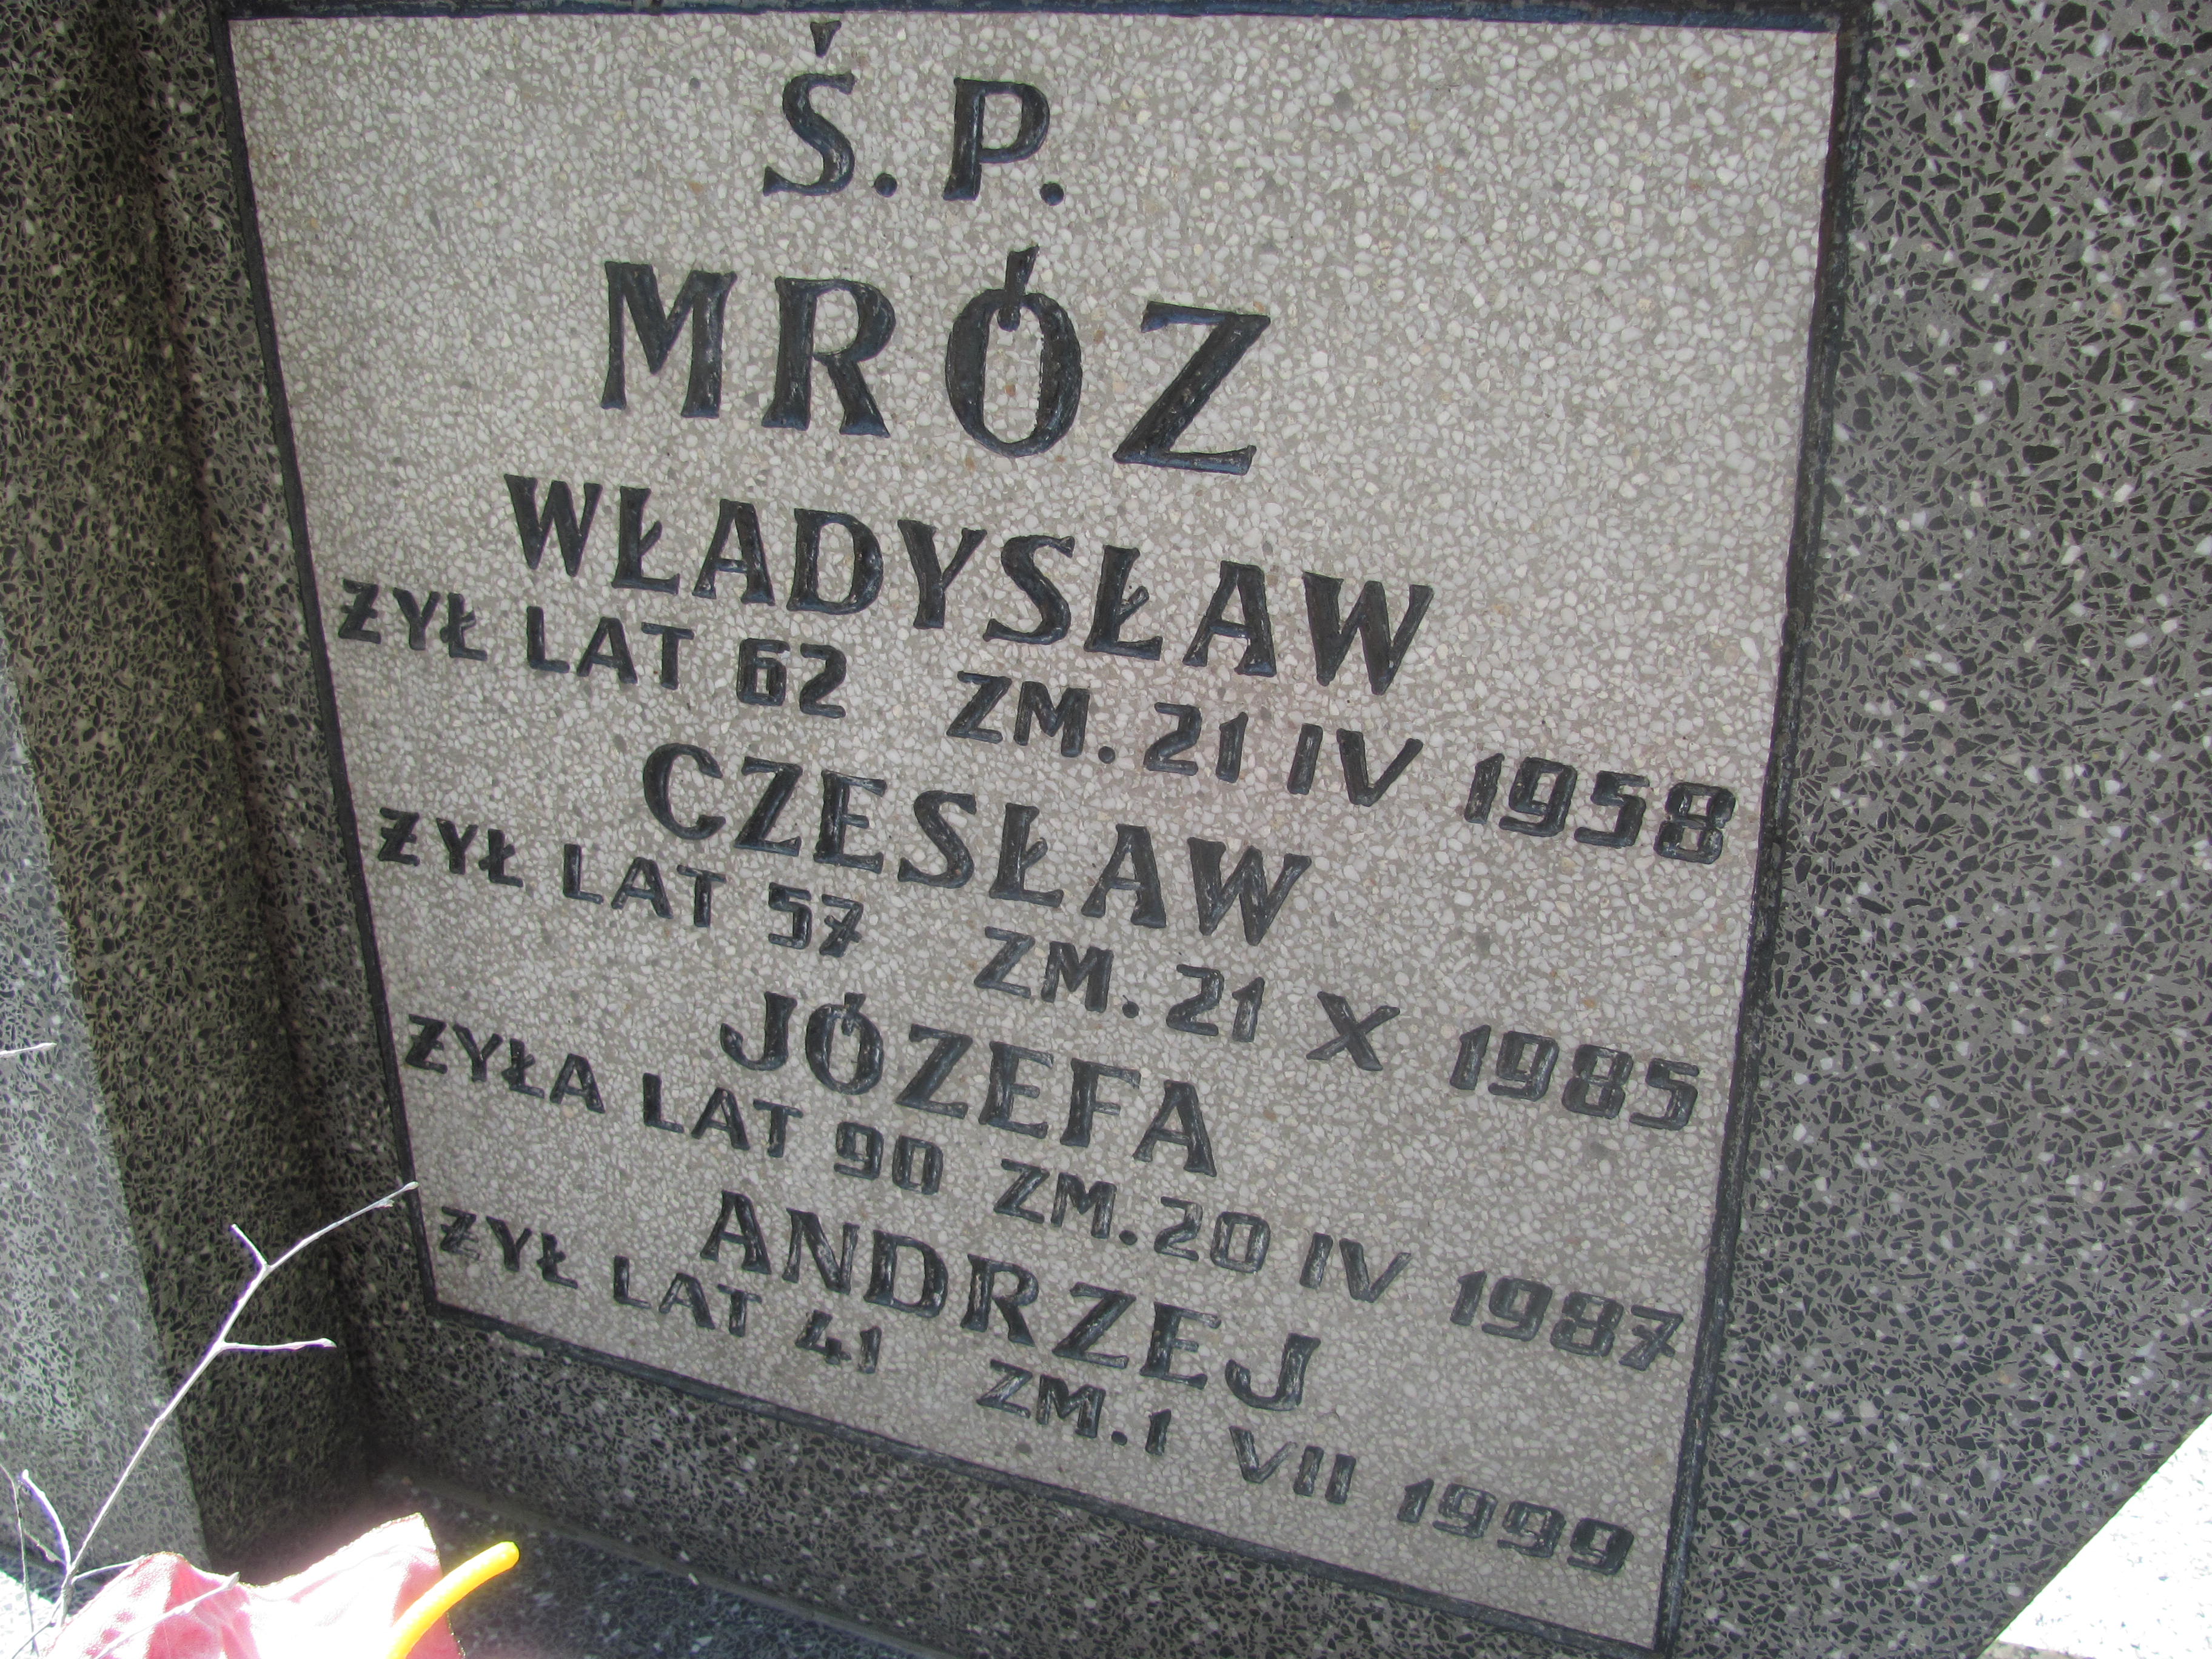 Ś. P.
MRÓZ
WŁADYSŁAW
ŻYŁ LAT 62 ZM. 21 IV 1958
CZESŁAW
ŻYŁ LAT 57 ZM. 21 X 1985
JÓZEFA
ŻYŁA LAT 90 ZM. 20 IV 1987
ANDRZEJ
ŻYŁ LAT 41 ZM. 1 VII 1999